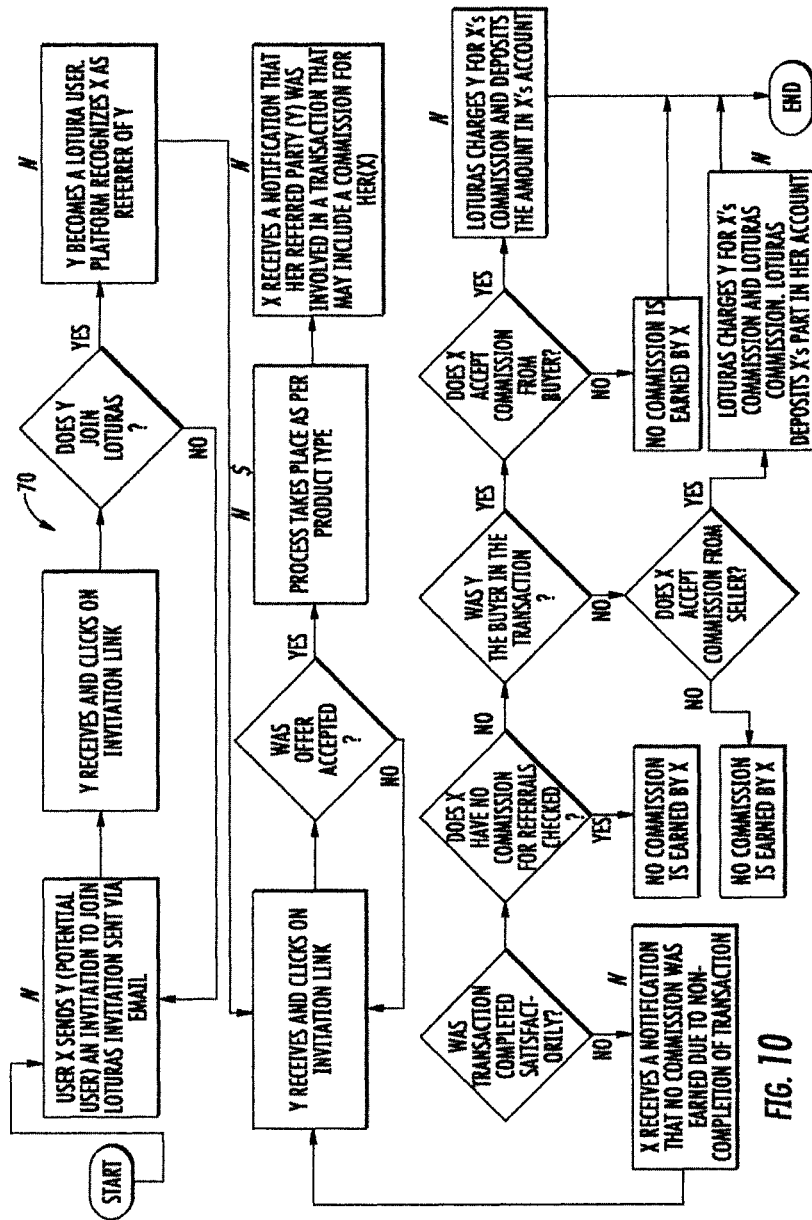 START
USER X SENDS Y (POTENTIAL
USER) AN INVITATION TO JOIN
LOTURAS INVITATION SENT VIA
EMAIL
N
Y RECEIVES AND CLICKS ON
INVITATION LINK
70
DOES Y
JOIN
LOTURAS
?
YES
NO
Y BECOMES A LOTURA USER.
PLATFORM RECOGNIZES X AS
REFERRER OF Y
N
Y RECEIVES AND CLICKS ON
INVITATION LINK
WAS
OFFER
ACCEPTED
?
YES
NO
N $
PROCESS TAKES PLACE AS PER
PRODUCT TYPE
N
X RECEIVES A NOTIFICATION THAT
HER REFERRED PARTY (Y) WAS
INVOLVED IN A TRANSACTION THAT
MAY INCLUDE A COMMISSION FOR
HER(X)
WAS
TRANSACTION
COMPLETED
SATISFACT-
ORILY?
NO
N
X RECEIVES A NOTIFICATION
THAT NO COMMISSION WAS
EARNED DUE TO NON-
COMPLETION OF TRANSACTION
DOES X
HAVE NO
COMMISSION
FOR REFERRALS
CHECKED
?
NO
YES
NO COMMISSION
IS EARNED BY X
WAS Y
THE BUYER IN THE
TRANSACTION
?
YES
NO
DOES X
ACCEPT
COMMISSION
FROM
BUYER?
YES
NO
N
LOTURAS CHARGES Y FOR X's
COMMISSION AND DEPOSITS
THE AMOUNT IN X's ACCOUNT
NO COMMISSION IS
EARNED BY X
DOES X
ACCEPT
COMMISSION FROM
SELLER?
YES
NO
NO COMMISSION
IS EARNED BY X
LOTURAS CHARGES Y FOR X's
COMMISSION AND LOTURAS
COMMISSION. LOTURAS
DEPOSITS X's PART IN HER ACCOUNT
N
END
FIG. 10